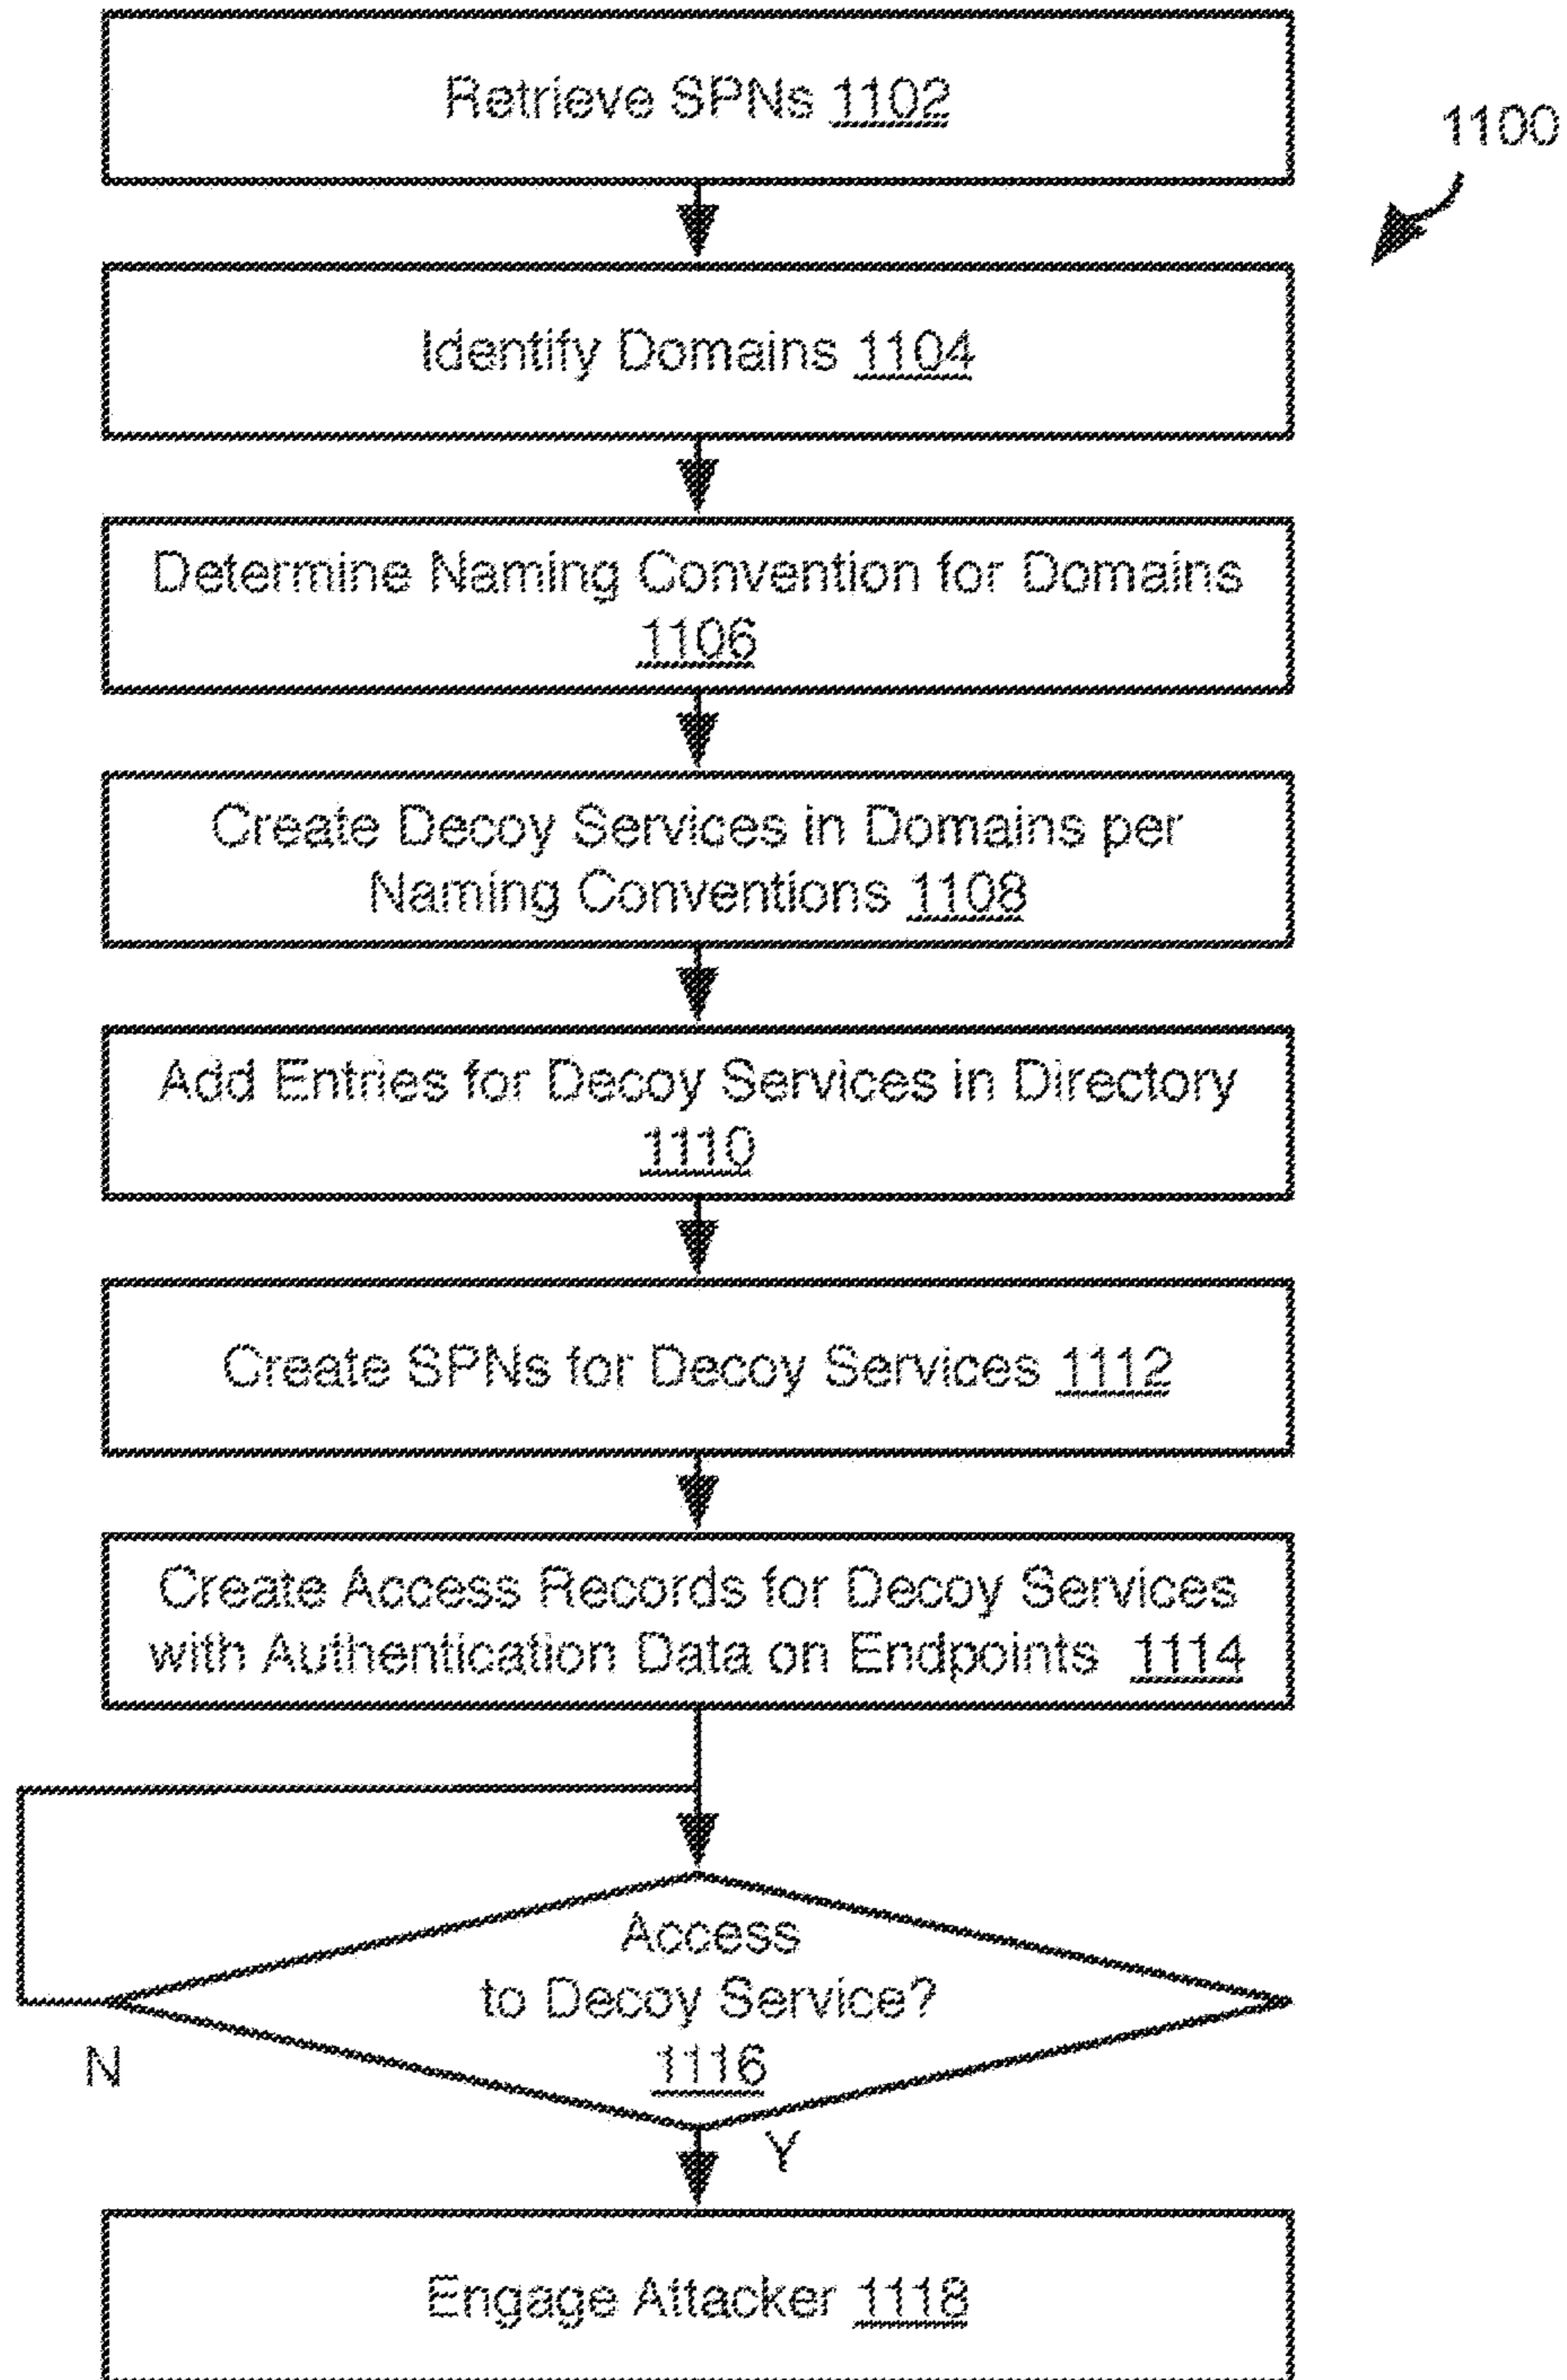 Retrieve SPNs 1102
1100
Identify Domains 1104
Determine Naming Convention for Domains
1106
Create Decoy Services in Domains per
Naming Conventions 1108
Add Entries for Decoy Services in Directory
1110
Create SPNs for Decoy Services 1112
Create Access Records for Decoy Services
with Authentication Data on Endpoints 1114
Access
to Decoy Service?
1116
N
Y
Engage Attacker 1118